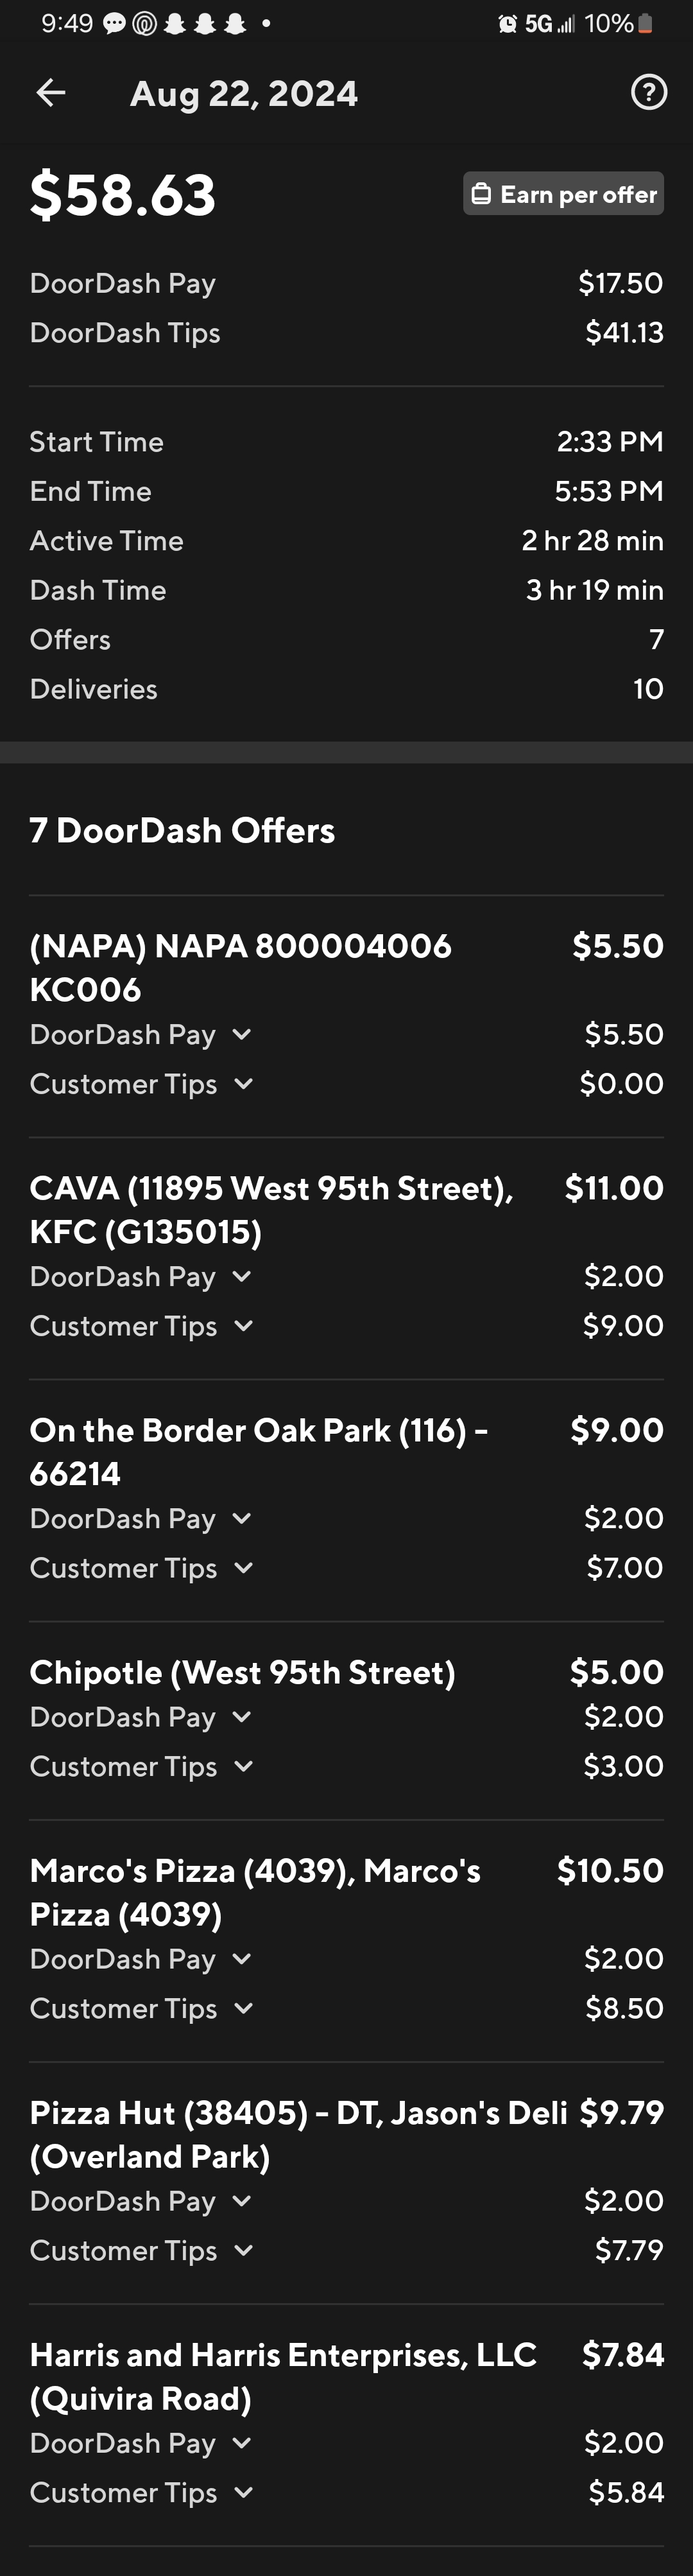 9:49 5G 10%
Aug 22, 2024 ?
$58.63 Earn per offer
DoorDash Pay $17.50
DoorDash Tips $41.13
Start Time 2:33 PM
End Time 5:53 PM
Active Time 2 hr 28 min
Dash Time 3 hr 19 min
Offers 7
Deliveries 10
7 DoorDash Offers
(NAPA) NAPA 800004006 $5.50
KC006
DoorDash Pay $5.50
Customer Tips $0.00
CAVA (11895 West 95th Street), $11.00
KFC (G135015)
DoorDash Pay $2.00
Customer Tips $9.00
On the Border Oak Park (116) - $9.00
66214
DoorDash Pay $2.00
Customer Tips $7.00
Chipotle (West 95th Street) $5.00
DoorDash Pay $2.00
Customer Tips $3.00
Marco's Pizza (4039), Marco's $10.50
Pizza (4039)
DoorDash Pay $2.00
Customer Tips $8.50
Pizza Hut (38405) - DT, Jason's Deli $9.79
(Overland Park)
DoorDash Pay $2.00
Customer Tips $7.79
Harris and Harris Enterprises, LLC $7.84
(Quivira Road)
DoorDash Pay $2.00
Customer Tips $5.84